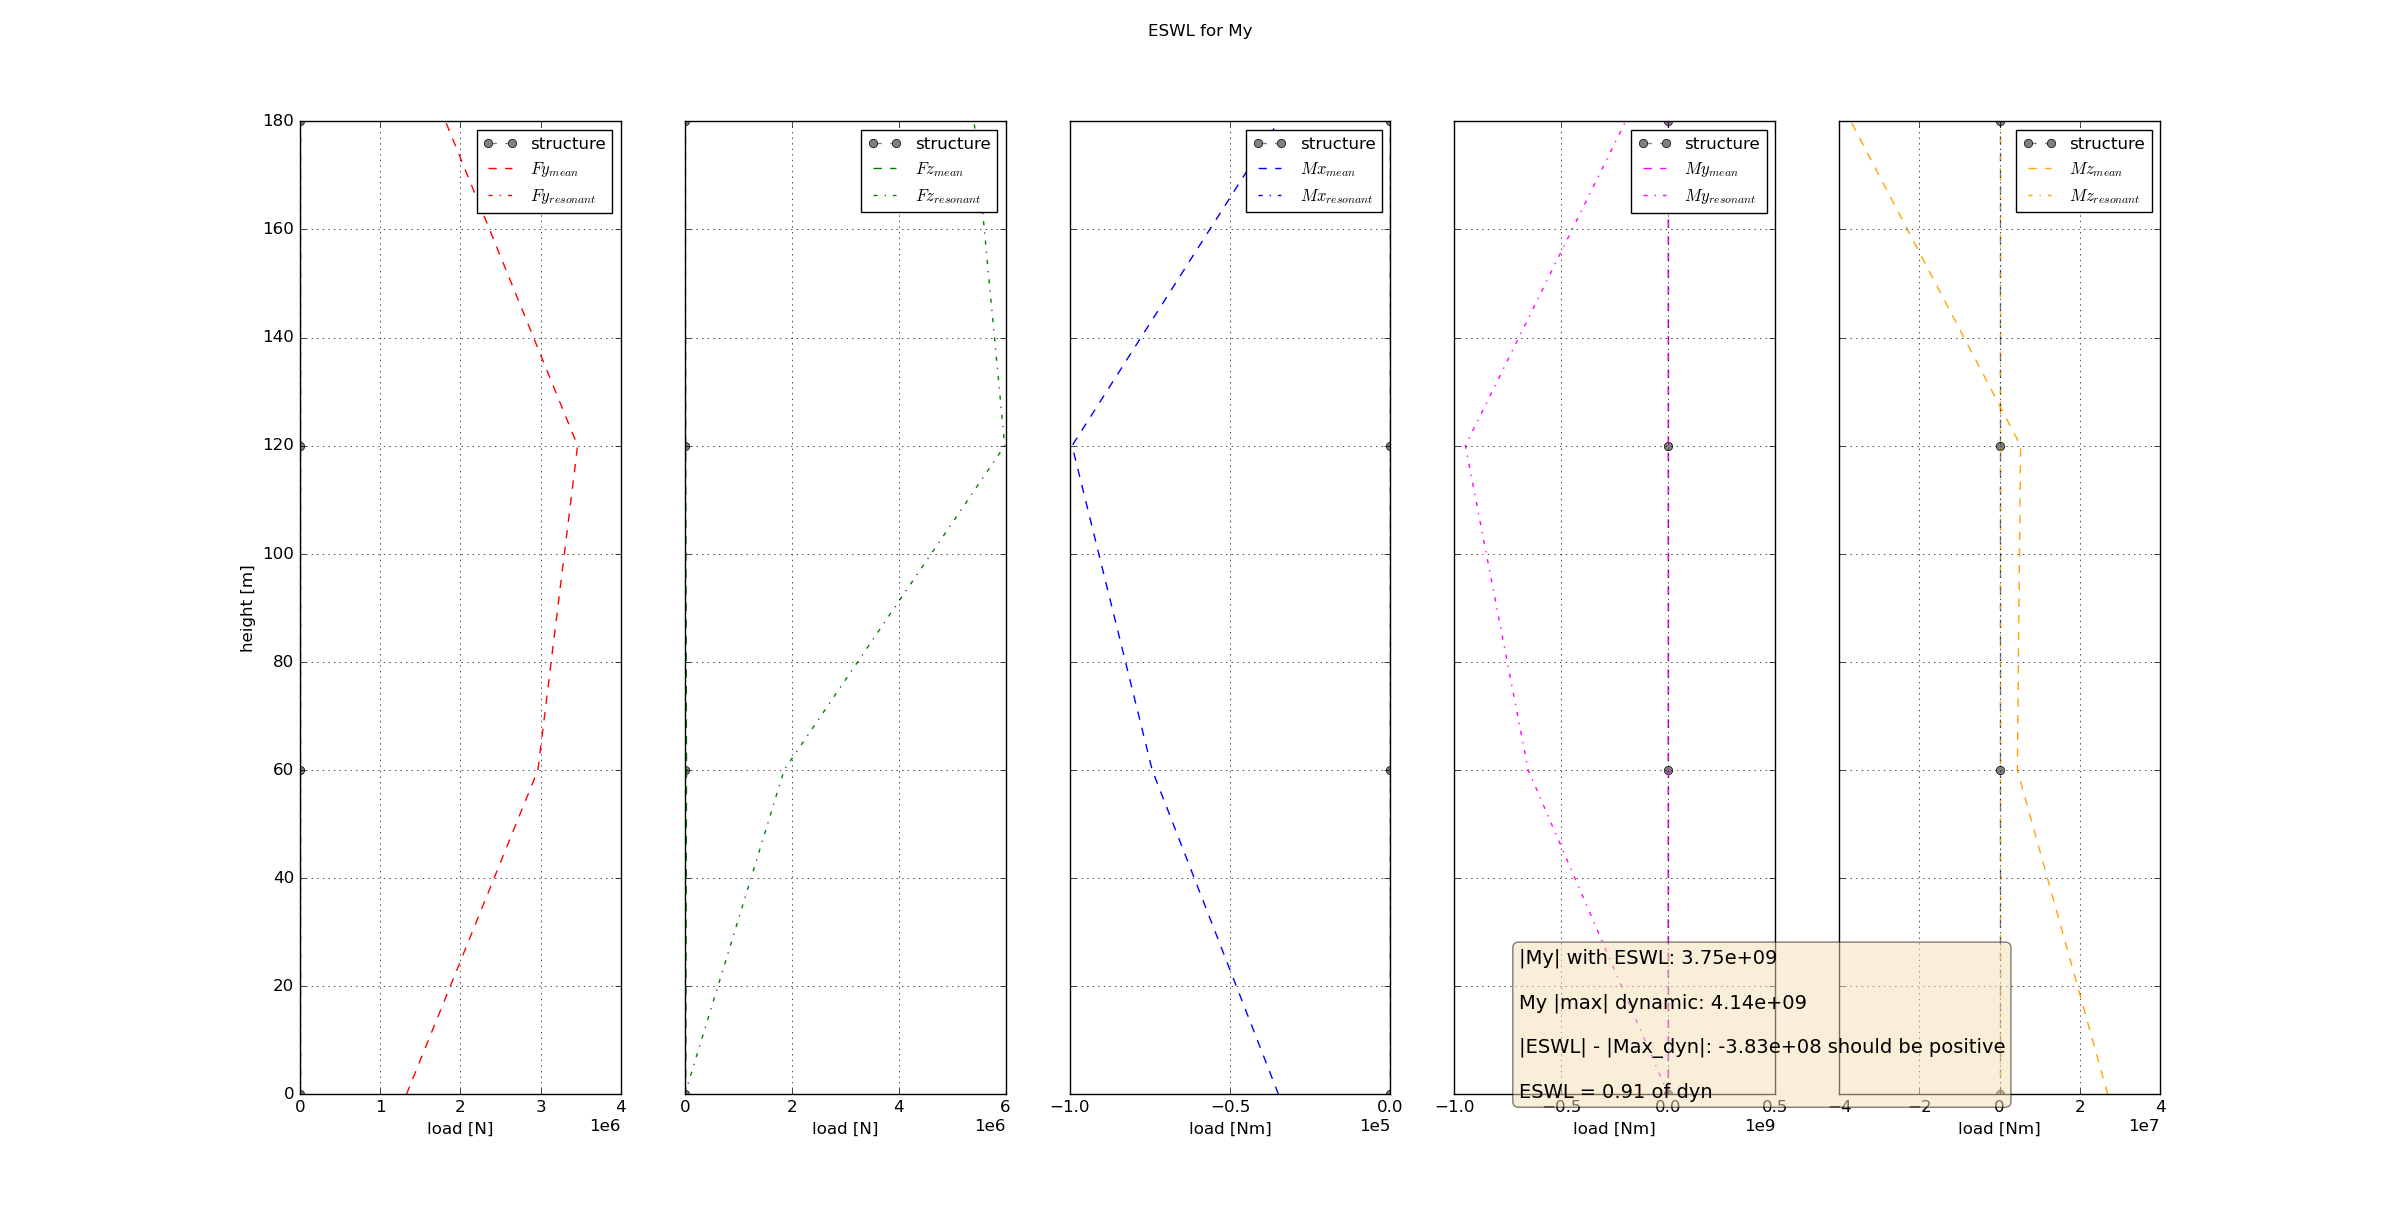 ESWL for My
height [m]
180
160
140
120
100
80
60
40
20
0
structure
Fy_mean
Fy_resonant
0 1 2 3 4
load [N] 1e6
structure
Fz_mean
Fz_resonant
0 2 4 6
load [N] 1e6
structure
Mx_mean
Mx_resonant
−1.0 −0.5 0.0
load [Nm] 1e5
structure
My_mean
My_resonant
−1.0 −0.5 0.0 0.5
load [Nm] 1e9
structure
Mz_mean
Mz_resonant
−4 −2 0 2 4
load [Nm] 1e7
|My| with ESWL: 3.75e+09
My |max| dynamic: 4.14e+09
|ESWL| - |Max_dyn|: -3.83e+08 should be positive
ESWL = 0.91 of dyn